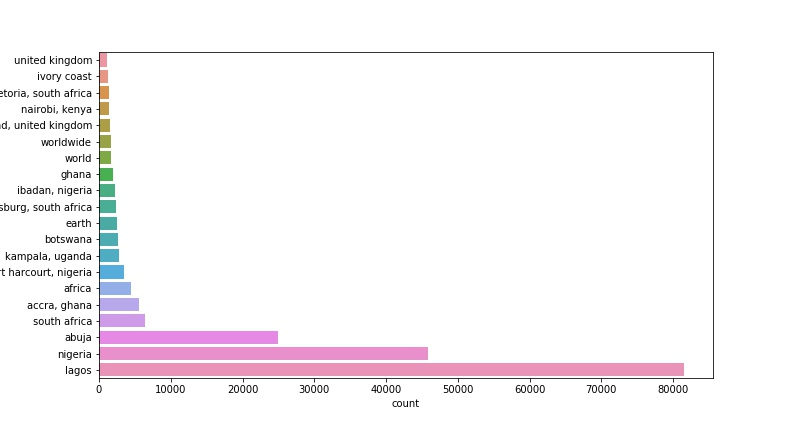 united kingdom
ivory coast
etoria, south africa
nairobi, kenya
nd, united kingdom
worldwide
world
ghana
ibadan, nigeria
sburg, south africa
earth
botswana
kampala, uganda
rt harcourt, nigeria
africa
accra, ghana
south africa
abuja
nigeria
lagos
0 10000 20000 30000 40000 50000 60000 70000 80000
count